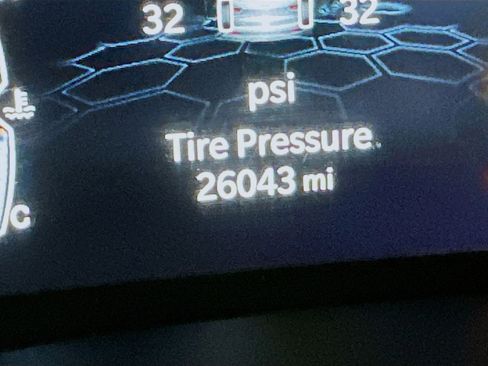 32 32
psi
Tire Pressure
26043 mi
C